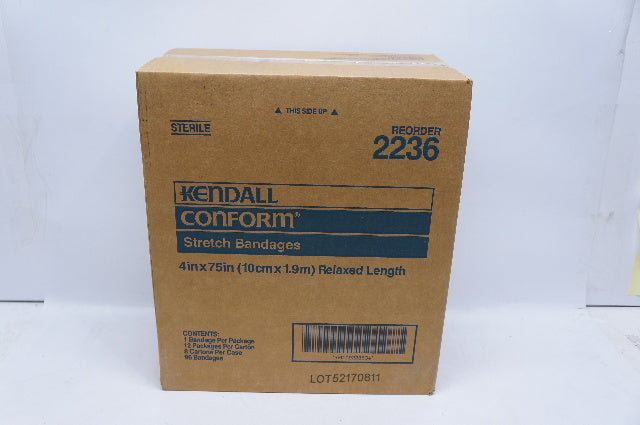 ▲ THIS SIDE UP ▲
STERILE
REORDER
2236
KENDALL
CONFORM®
Stretch Bandages
4in x 75in (10cm x 1.9m) Relaxed Length
CONTENTS:
1 Bandage Per Package
12 Packages Per Carton
8 Cartons Per Case
96 Bandages
LOT52170811